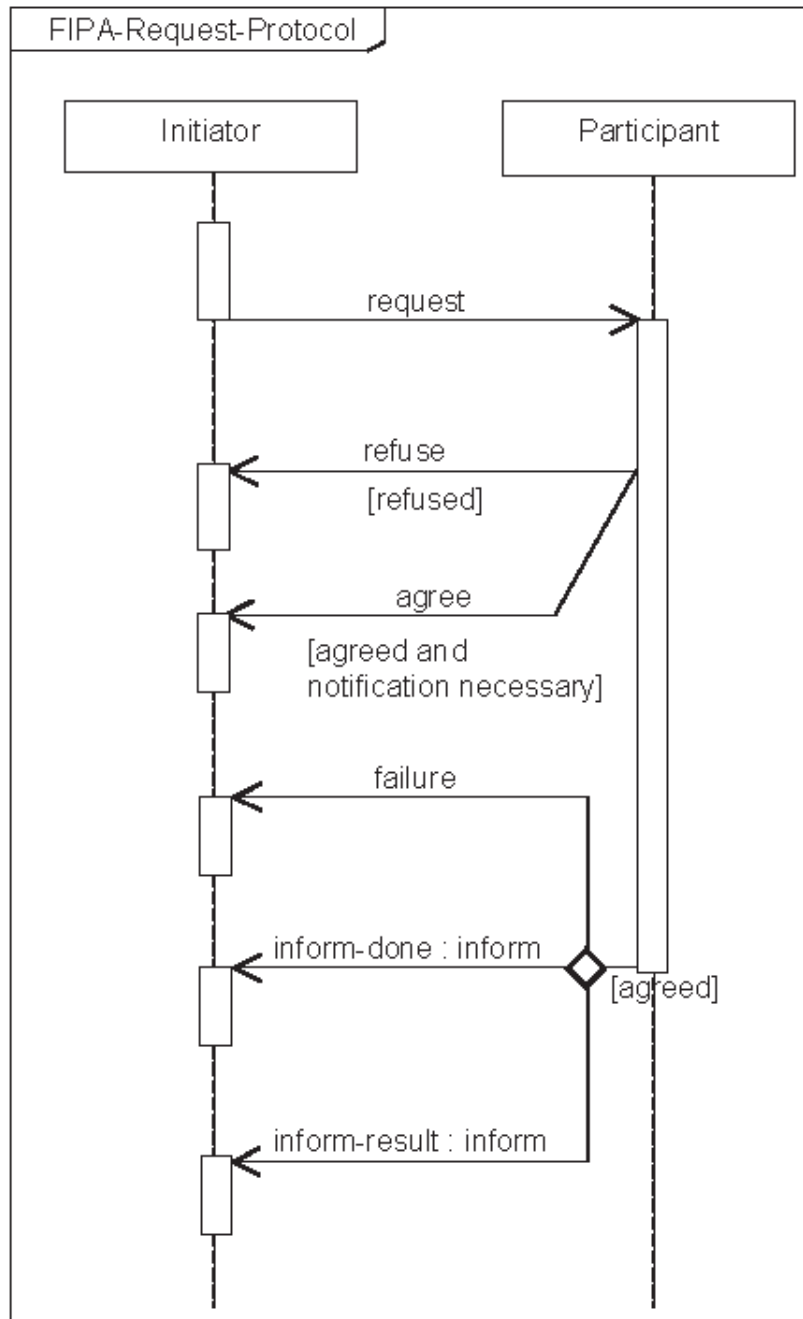 FIPA-Request-Protocol
Initiator
Participant
request
refuse
[refused]
agree
[agreed and
notification necessary]
failure
inform-done : inform
[agreed]
inform-result : inform